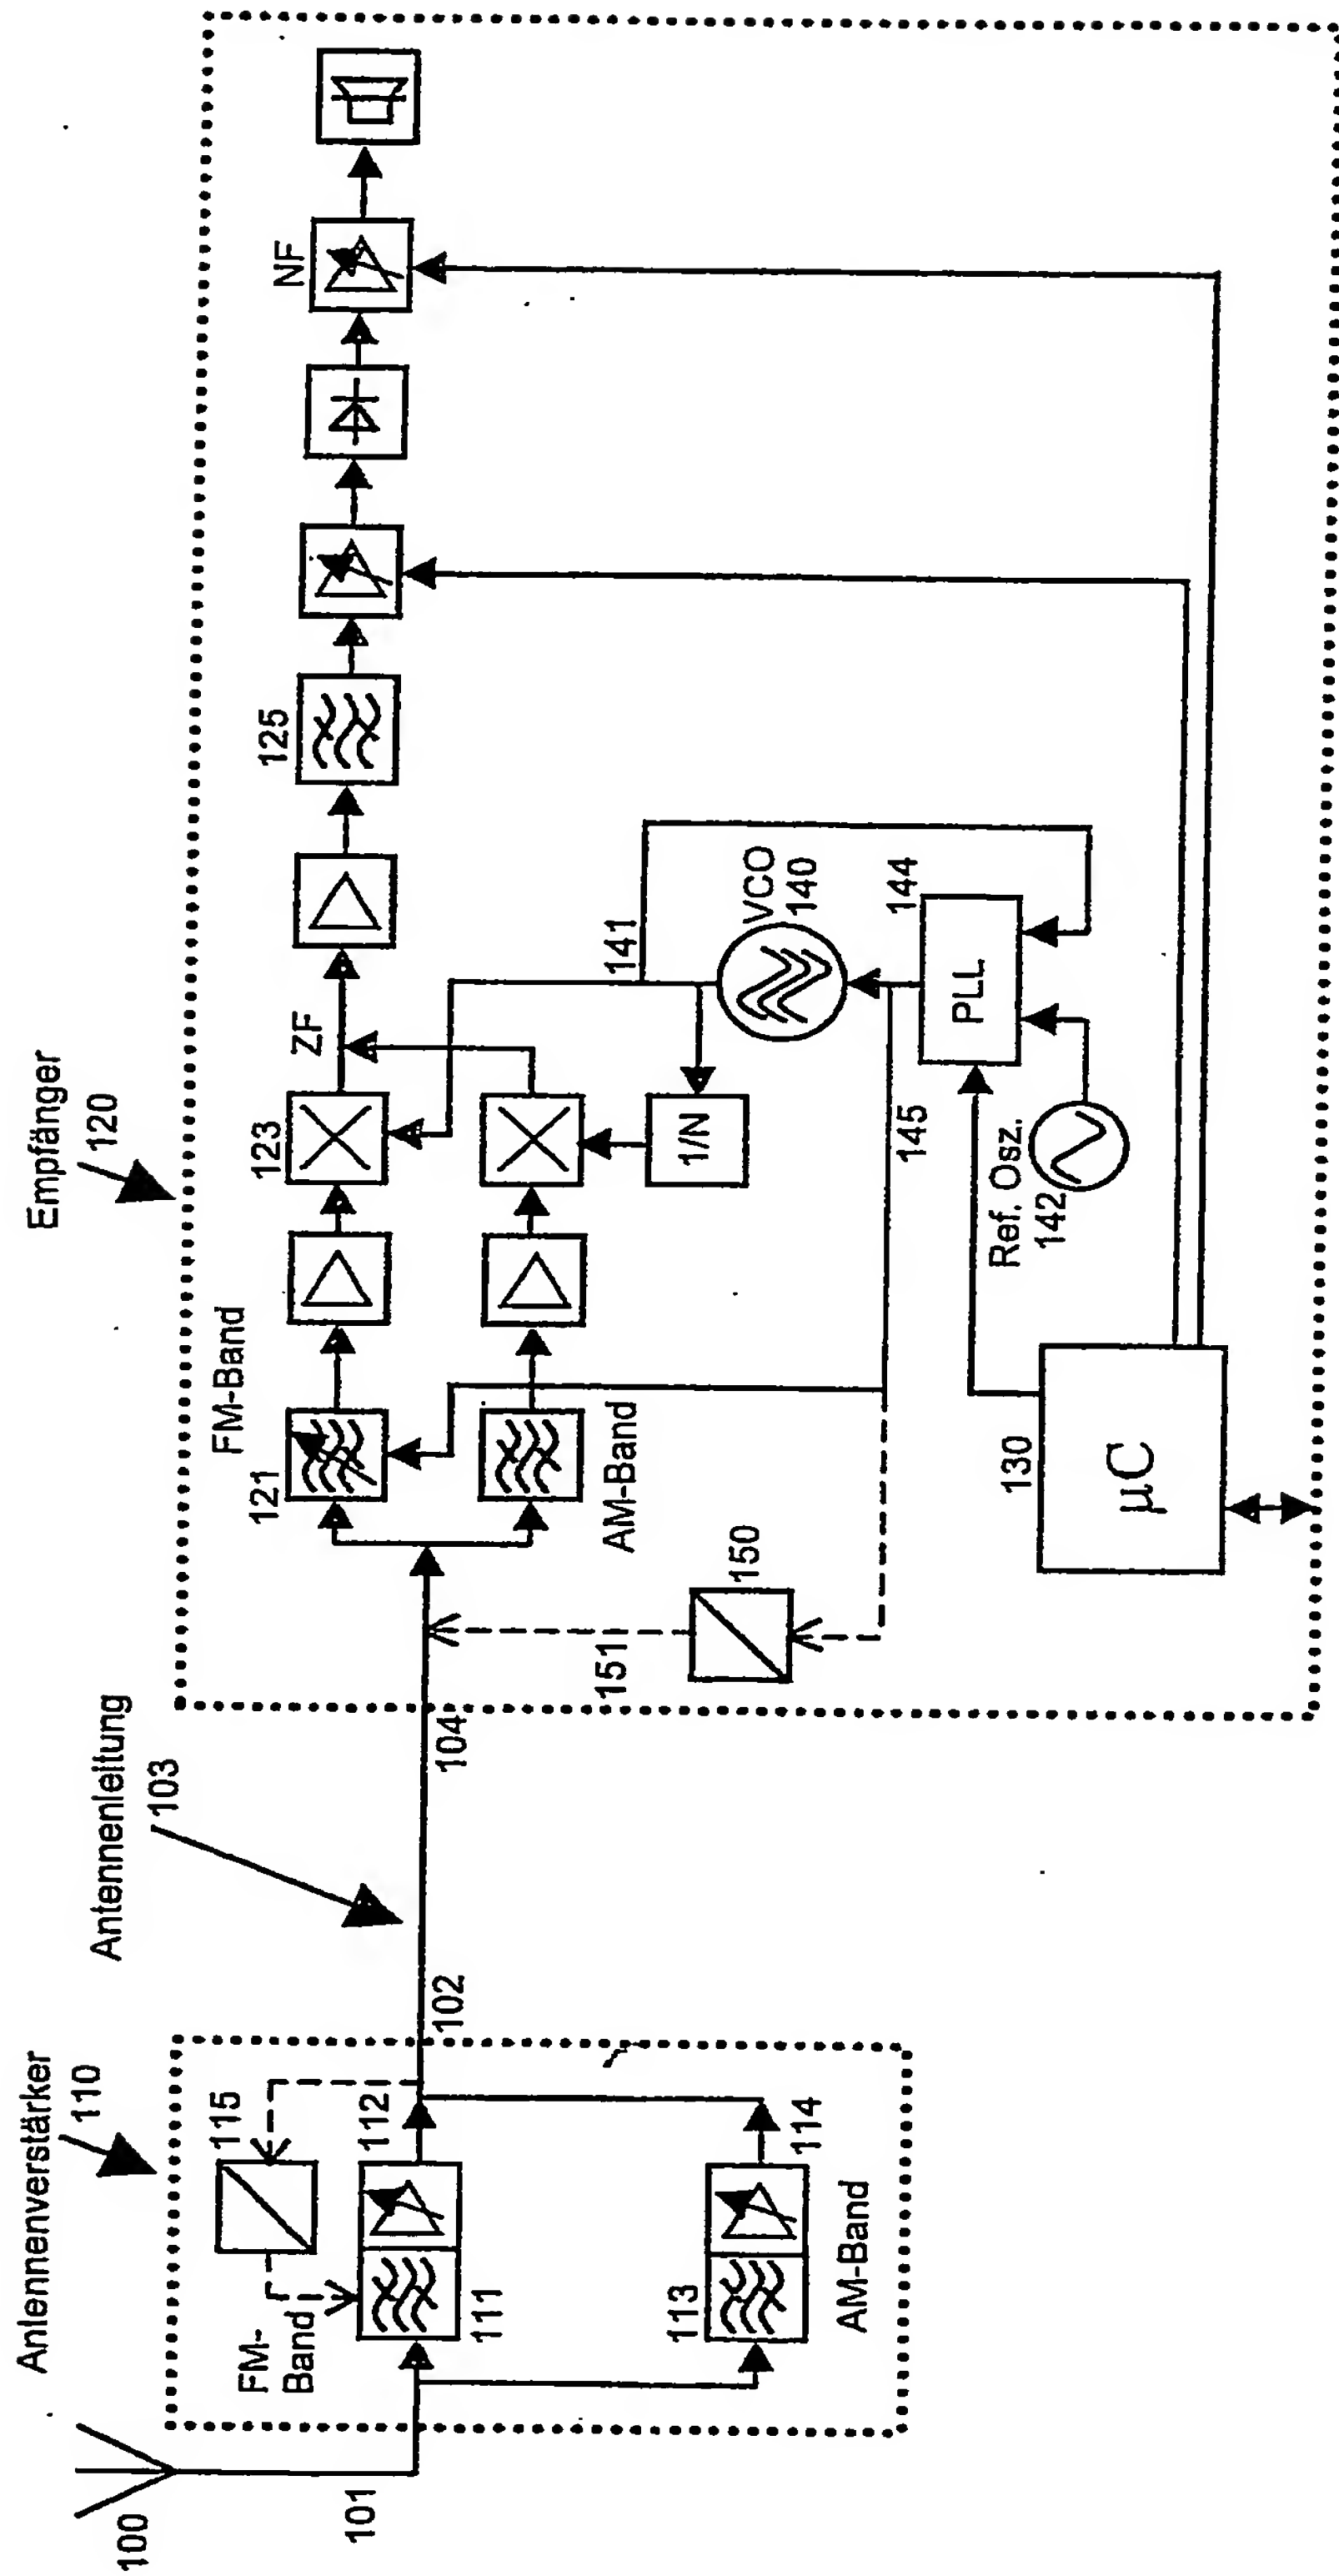 Antennenverstärker
110
100
101
FM-
Band
115
112
111
113
114
AM-Band
102
Antennenleitung
103
104
Empfänger
120
FM-Band
121
AM-Band
123
ZF
125
NF
1/N
141
VCO
140
144
PLL
145
Ref. Osz.
142
150
151
130
µC